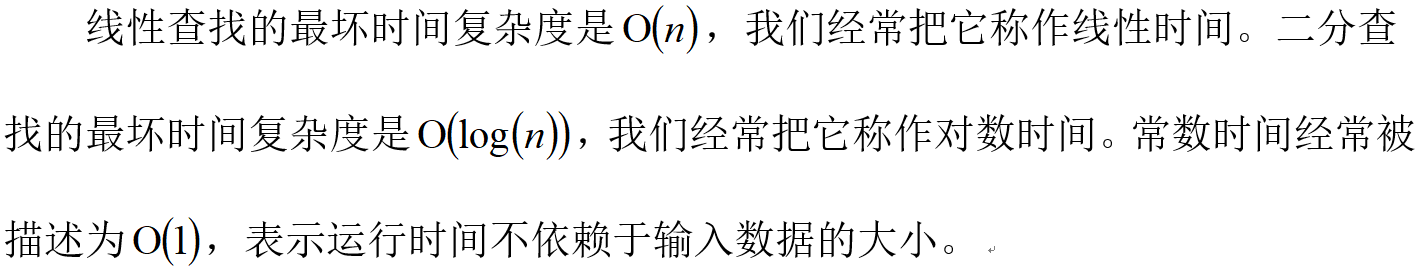 线性查找的最坏时间复杂度是O(n)，我们经常把它称作线性时间。二分查
找的最坏时间复杂度是O(log(n))，我们经常把它称作对数时间。常数时间经常被
描述为O(1)，表示运行时间不依赖于输入数据的大小。